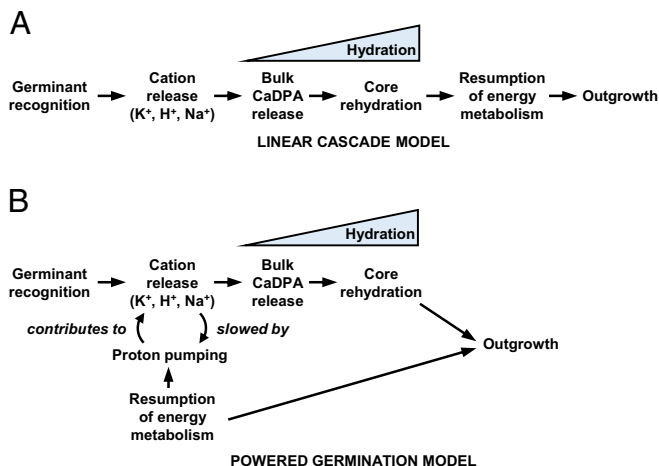 A
Hydration
Germinant
recognition
Cation
release
(K⁺, H⁺, Na⁺)
Bulk
CaDPA
release
Core
rehydration
Resumption
of energy
metabolism
Outgrowth
LINEAR CASCADE MODEL
B
Hydration
Germinant
recognition
Cation
release
(K⁺, H⁺, Na⁺)
Bulk
CaDPA
release
Core
rehydration
contributes to
slowed by
Proton pumping
Outgrowth
Resumption
of energy
metabolism
POWERED GERMINATION MODEL